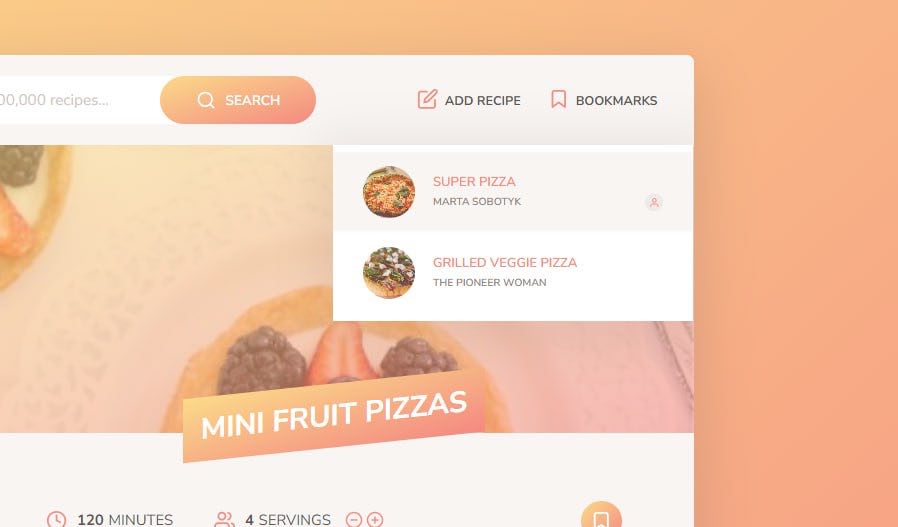 00,000 recipes...
SEARCH
ADD RECIPE
BOOKMARKS
SUPER PIZZA
MARTA SOBOTYK
GRILLED VEGGIE PIZZA
THE PIONEER WOMAN
MINI FRUIT PIZZAS
120 MINUTES
4 SERVINGS